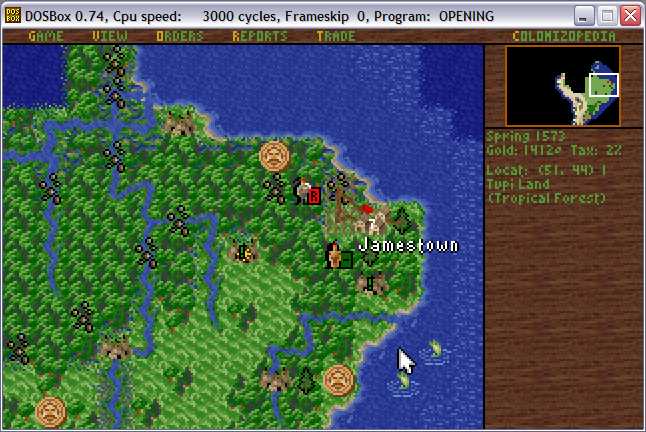 DOSBox 0.74, Cpu speed: 3000 cycles, Frameskip 0, Program: OPENING
GAME VIEW ORDERS REPORTS TRADE COLONIZOPEDIA
Spring 1573
Gold: 1412¢ Tax: 2%
Locat: (51, 44) 1
Tupi Land
(Tropical Forest)
B
7
Jamestown